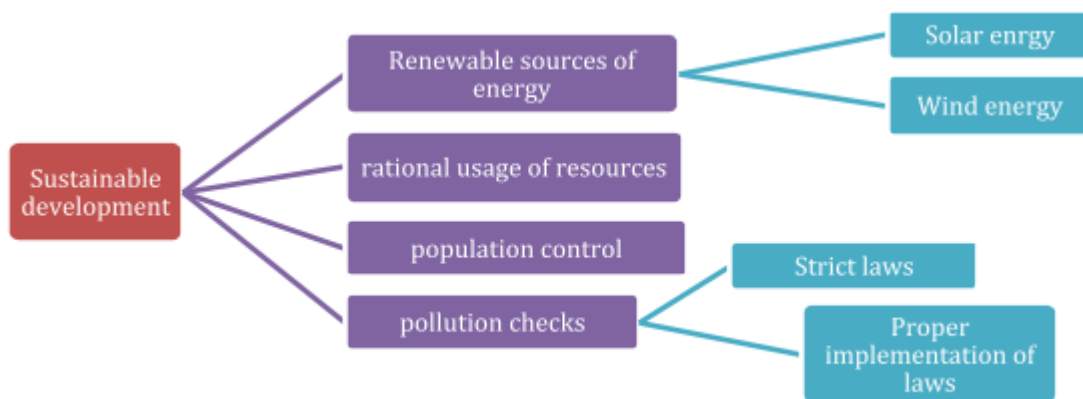 Solar enrgy
Renewable sources of
energy
Wind energy
Sustainable
development
rational usage of resources
population control
Strict laws
pollution checks
Proper
implementation of
laws